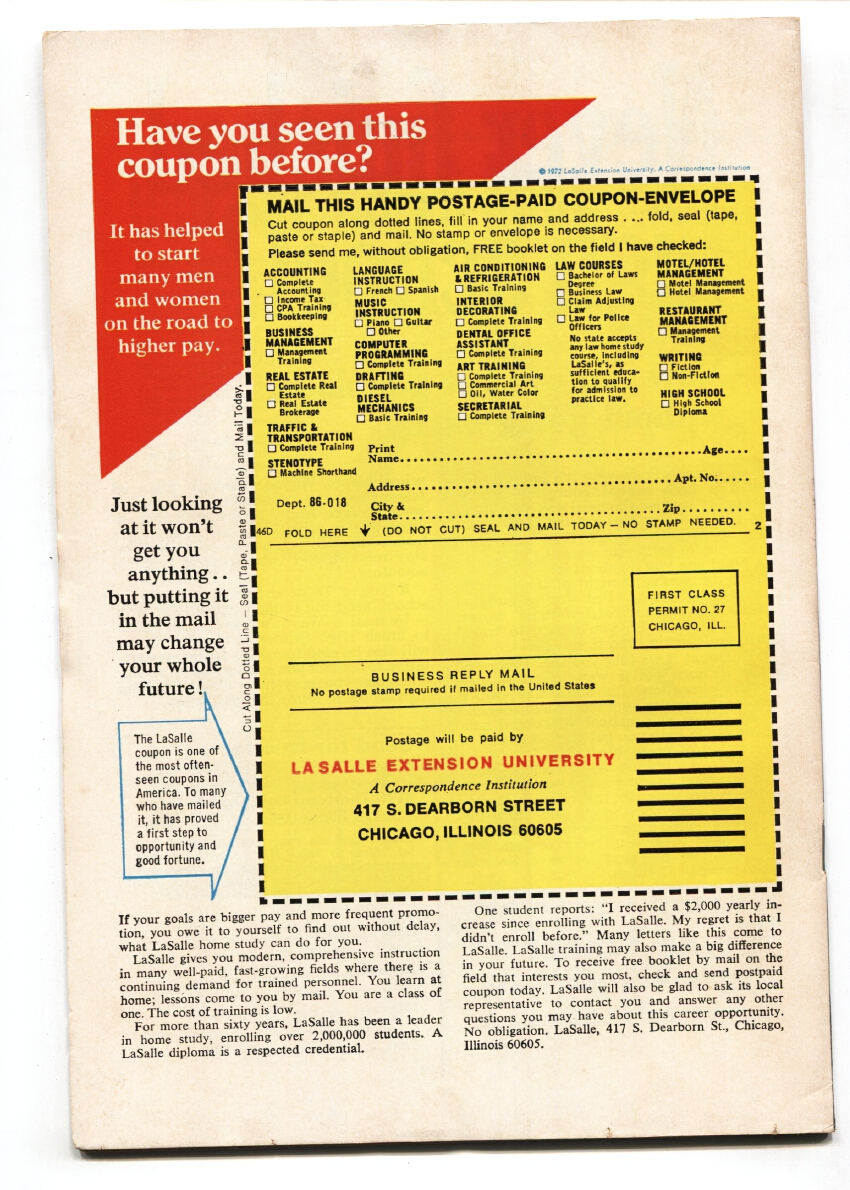 Have you seen this
coupon before?
© 1972 LaSalle Extension University, A Correspondence Institution
It has helped
to start
many men
and women
on the road to
higher pay.
MAIL THIS HANDY POSTAGE-PAID COUPON-ENVELOPE
Cut coupon along dotted lines, fill in your name and address . . . fold, seal (tape,
paste or staple) and mail. No stamp or envelope is necessary.
Please send me, without obligation, FREE booklet on the field I have checked:
ACCOUNTING
☐ Complete
Accounting
☐ Income Tax
☐ CPA Training
☐ Bookkeeping
BUSINESS
MANAGEMENT
☐ Management
Training
REAL ESTATE
☐ Complete Real
Estate
☐ Real Estate
Brokerage
TRAFFIC &
TRANSPORTATION
☐ Complete Training
STENOTYPE
☐ Machine Shorthand
LANGUAGE
INSTRUCTION
☐ French ☐ Spanish
MUSIC
INSTRUCTION
☐ Piano ☐ Guitar
☐ Other
COMPUTER
PROGRAMMING
☐ Complete Training
DRAFTING
☐ Complete Training
DIESEL
MECHANICS
☐ Basic Training
AIR CONDITIONING
& REFRIGERATION
☐ Basic Training
INTERIOR
DECORATING
☐ Complete Training
DENTAL OFFICE
ASSISTANT
☐ Complete Training
ART TRAINING
☐ Complete Training
☐ Commercial Art
☐ Oil, Water Color
SECRETARIAL
☐ Complete Training
LAW COURSES
☐ Bachelor of Laws
Degree
☐ Business Law
☐ Claim Adjusting
Law
☐ Law for Police
Officers
No state accepts
any law home study
course, including
LaSalle's, as
sufficient educa-
tion to qualify
for admission to
practice law.
MOTEL/HOTEL
MANAGEMENT
☐ Motel Management
☐ Hotel Management
RESTAURANT
MANAGEMENT
☐ Management
Training
WRITING
☐ Fiction
☐ Non-Fiction
HIGH SCHOOL
☐ High School
Diploma
Print
Name.................... Age....
Address.................... Apt. No......
Dept. 86-018
City &
State.................... Zip..........
46D FOLD HERE ↓ (DO NOT CUT) SEAL AND MAIL TODAY — NO STAMP NEEDED. 2
Cut Along Dotted Line — Seal (Tape, Paste or Staple) and Mail Today.
Just looking
at it won't
get you
anything . .
but putting it
in the mail
may change
your whole
future!
The LaSalle
coupon is one of
the most often-
seen coupons in
America. To many
who have mailed
it, it has proved
a first step to
opportunity and
good fortune.
FIRST CLASS
PERMIT NO. 27
CHICAGO, ILL.
BUSINESS REPLY MAIL
No postage stamp required if mailed in the United States
Postage will be paid by
LA SALLE EXTENSION UNIVERSITY
A Correspondence Institution
417 S. DEARBORN STREET
CHICAGO, ILLINOIS 60605
If your goals are bigger pay and more frequent promo-
tion, you owe it to yourself to find out without delay,
what LaSalle home study can do for you.
LaSalle gives you modern, comprehensive instruction
in many well-paid, fast-growing fields where there is a
continuing demand for trained personnel. You learn at
home; lessons come to you by mail. You are a class of
one. The cost of training is low.
For more than sixty years, LaSalle has been a leader
in home study, enrolling over 2,000,000 students. A
LaSalle diploma is a respected credential.
One student reports: "I received a $2,000 yearly in-
crease since enrolling with LaSalle. My regret is that I
didn't enroll before." Many letters like this come to
LaSalle. LaSalle training may also make a big difference
in your future. To receive free booklet by mail on the
field that interests you most, check and send postpaid
coupon today. LaSalle will also be glad to ask its local
representative to contact you and answer any other
questions you may have about this career opportunity.
No obligation. LaSalle, 417 S. Dearborn St., Chicago,
Illinois 60605.